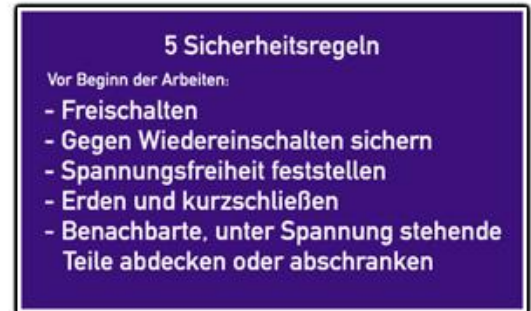 5 Sicherheitsregeln
Vor Beginn der Arbeiten:
- Freischalten
- Gegen Wiedereinschalten sichern
- Spannungsfreiheit feststellen
- Erden und kurzschließen
- Benachbarte, unter Spannung stehende
Teile abdecken oder abschranken